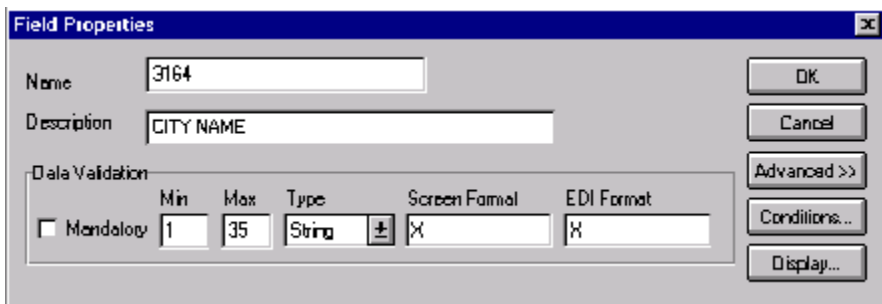 Field Properties
Name 3164 OK
Description CITY NAME Cancel
Advanced >>
Data Validation
Min Max Type Screen Format EDI Format
Mandatory 1 35 String X X
Conditions...
Display...